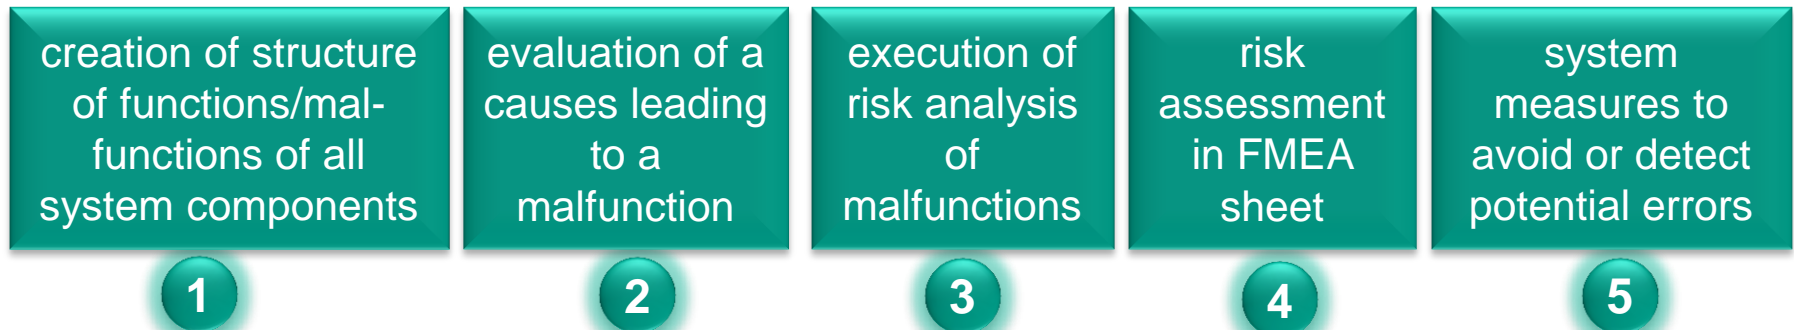 creation of structure
of functions/mal-
functions of all
system components
1
evaluation of a
causes leading
to a
malfunction
2
execution of
risk analysis
of
malfunctions
3
risk
assessment
in FMEA
sheet
4
system
measures to
avoid or detect
potential errors
5